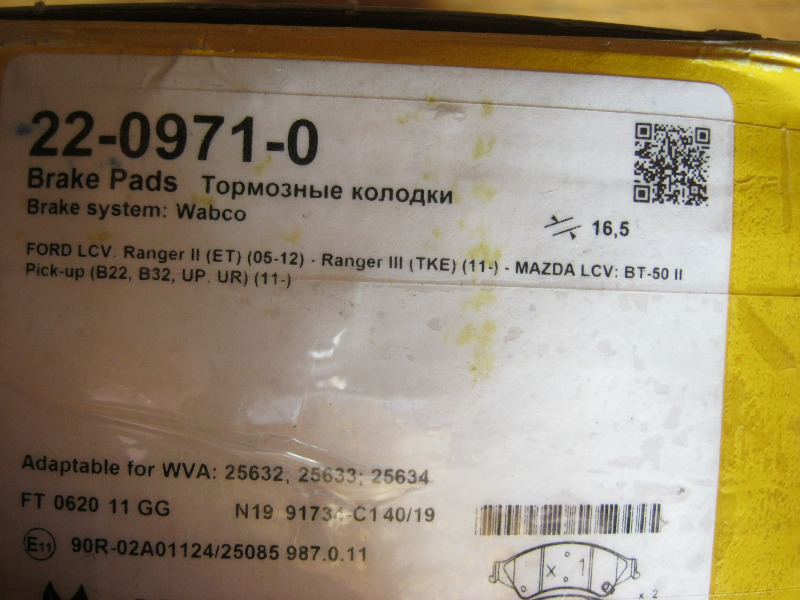 22-0971-0
Brake Pads Тормозные колодки
Brake system: Wabco
16,5
FORD LCV. Ranger II (ET) (05-12) - Ranger III (TKE) (11-) - MAZDA LCV: BT-50 II
Pick-up (B22, B32, UP. UR) (11-)
Adaptable for WVA: 25632; 25633; 25634
FT 0620 11 GG N19 91734-C1 40/19
E11 90R-02A01124/25085 987.0.11
x 1
x 2